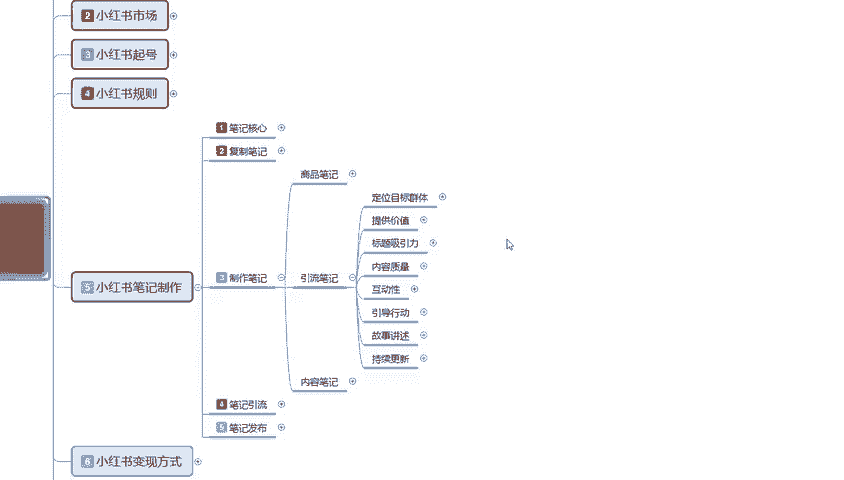 2 小红书市场
3 小红书起号
4 小红书规则
1 笔记核心
2 复制笔记
商品笔记
定位目标群体
提供价值
标题吸引力
内容质量
3 制作笔记
引流笔记
5 小红书笔记制作
互动性
引导行动
故事讲述
持续更新
内容笔记
4 笔记引流
5 笔记发布
6 小红书变现方式